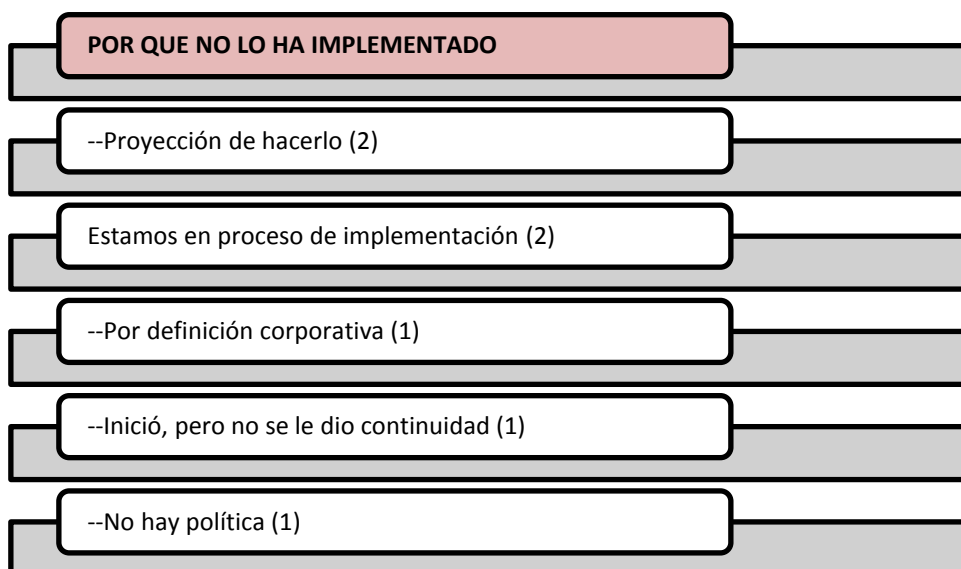 POR QUE NO LO HA IMPLEMENTADO
--Proyección de hacerlo (2)
Estamos en proceso de implementación (2)
--Por definición corporativa (1)
--Inició, pero no se le dio continuidad (1)
--No hay política (1)